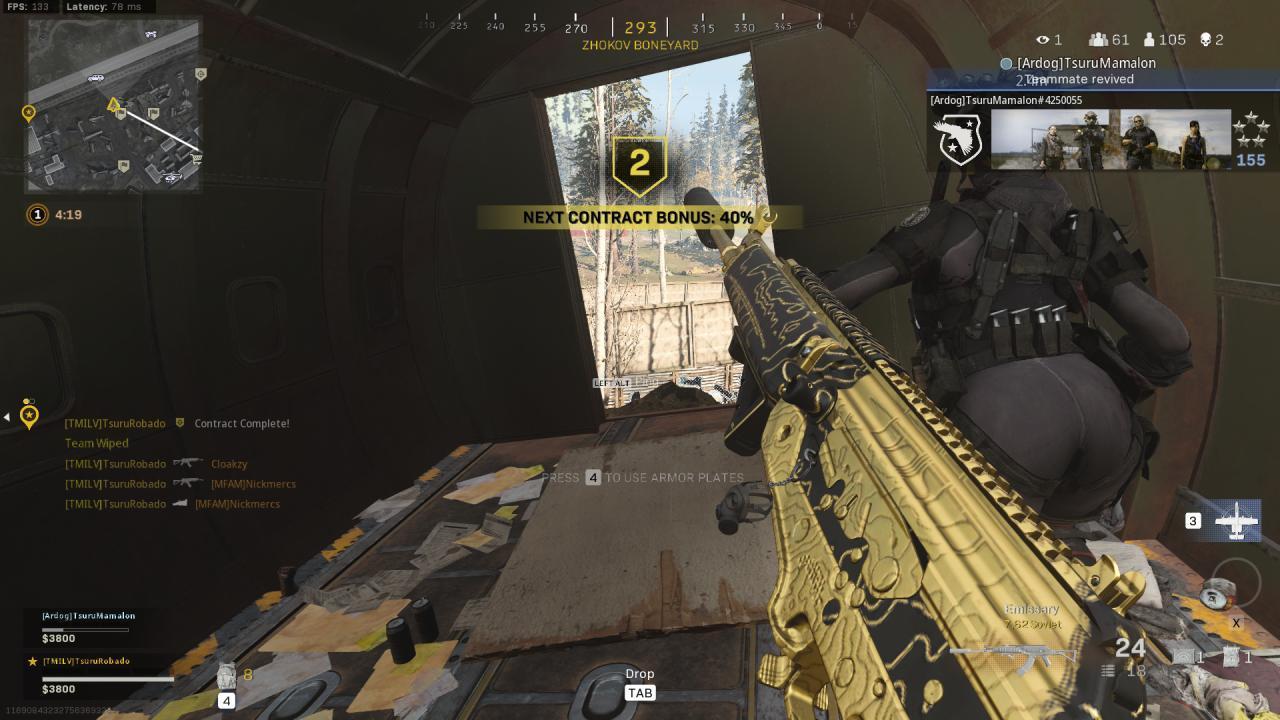 FPS: 133 Latency: 78 ms
210 225 240 255 270 293 315 330 345 0 15
ZHOKOV BONEYARD
1 61 105 2
[Ardog]TsuruMamalon
Teammate revived
[Ardog]TsuruMamalon#4250055
155
2
NEXT CONTRACT BONUS: 40%
1 4:19
LEFT ALT
[TMILV]TsuruRobado Contract Complete!
Team Wiped
[TMILV]TsuruRobado Cloakzy
[TMILV]TsuruRobado [MFAM]Nickmercs
[TMILV]TsuruRobado [MFAM]Nickmercs
PRESS 4 TO USE ARMOR PLATES
3
[Ardog]TsuruMamalon
$3800
[TMILV]TsuruRobado
$3800
8
4
Drop
TAB
Emissary
7.62 Soviet
24
18
X
1 1